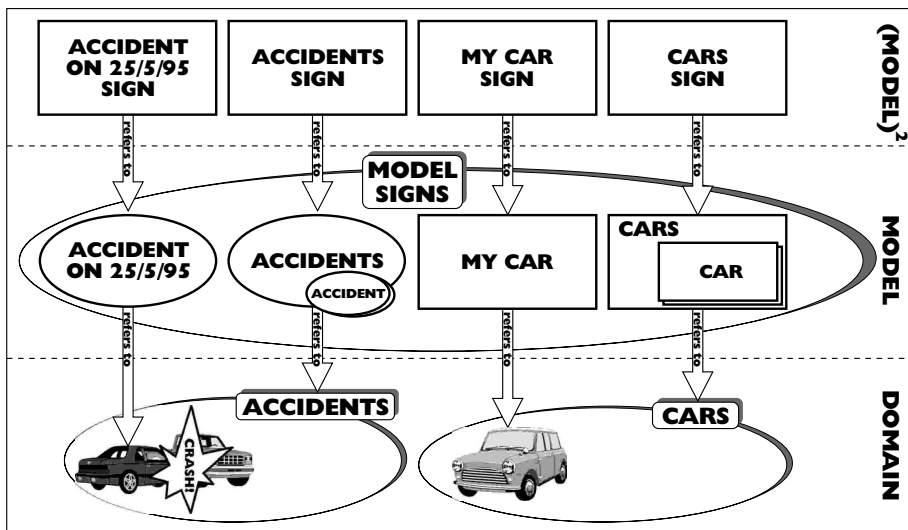 ACCIDENT
ON 25/5/95
SIGN
ACCIDENTS
SIGN
MY CAR
SIGN
CARS
SIGN
(MODEL)²
refers to
refers to
refers to
refers to
MODEL
SIGNS
ACCIDENT
ON 25/5/95
ACCIDENTS
ACCIDENT
MY CAR
CARS
CAR
MODEL
refers to
refers to
refers to
refers to
ACCIDENTS
CARS
CRASH!
DOMAIN